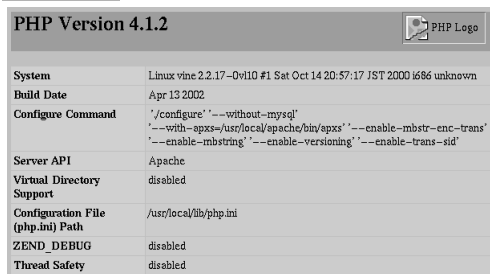 PHP Version 4.1.2
PHP Logo
System Linux vine 2.2.17-0vl10 #1 Sat Oct 14 20:57:17 JST 2000 i686 unknown
Build Date Apr 13 2002
Configure Command './configure' '--without-mysql'
'--with-apxs=/usr/local/apache/bin/apxs' '--enable-mbstr-enc-trans'
'--enable-mbstring' '--enable-versioning' '--enable-trans-sid'
Server API Apache
Virtual Directory Support disabled
Configuration File (php.ini) Path /usr/local/lib/php.ini
ZEND_DEBUG disabled
Thread Safety disabled